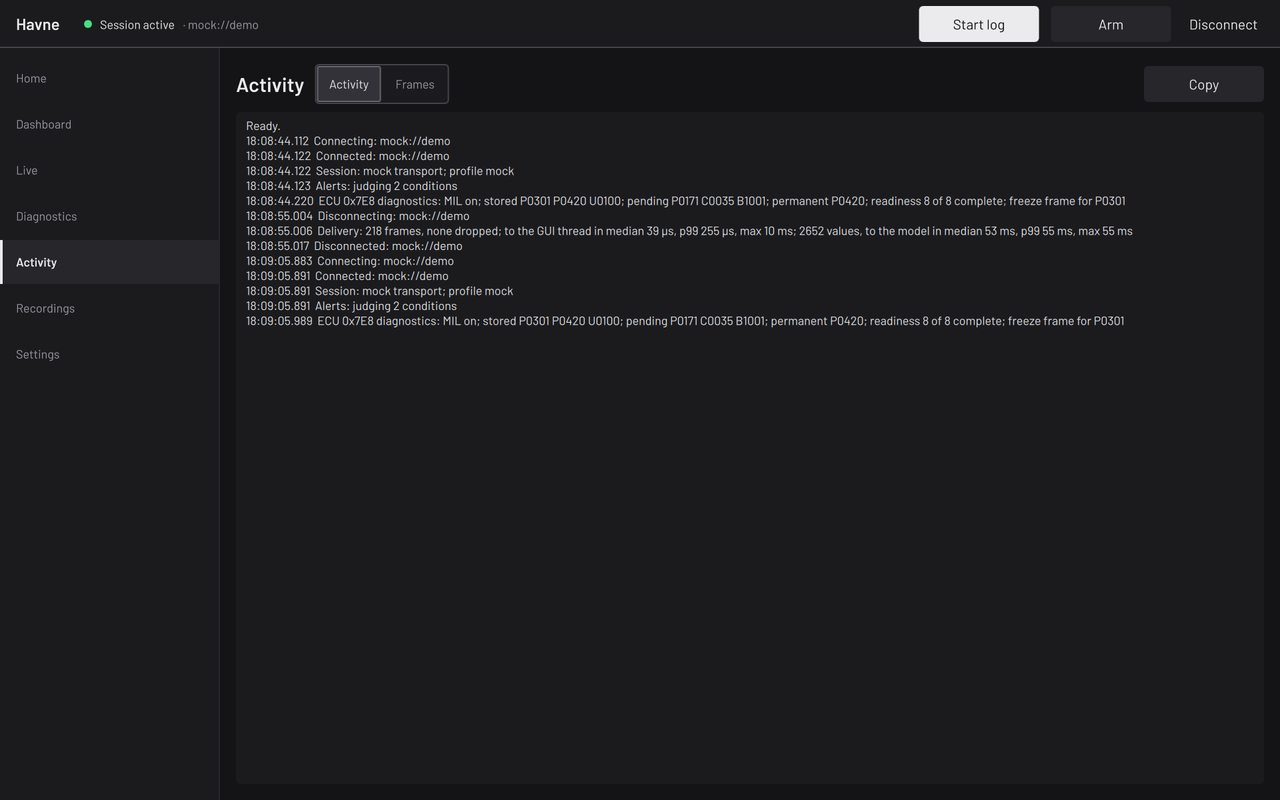 Havne
Session active · mock://demo
Start log
Arm
Disconnect
Home
Dashboard
Live
Diagnostics
Activity
Recordings
Settings
Activity
Activity
Frames
Copy
Ready.
18:08:44.112 Connecting: mock://demo
18:08:44.122 Connected: mock://demo
18:08:44.122 Session: mock transport; profile mock
18:08:44.123 Alerts: judging 2 conditions
18:08:44.220 ECU 0x7E8 diagnostics: MIL on; stored P0301 P0420 U0100; pending P0171 C0035 B1001; permanent P0420; readiness 8 of 8 complete; freeze frame for P0301
18:08:55.004 Disconnecting: mock://demo
18:08:55.006 Delivery: 218 frames, none dropped; to the GUI thread in median 39 µs, p99 255 µs, max 10 ms; 2652 values, to the model in median 53 ms, p99 55 ms, max 55 ms
18:08:55.017 Disconnected: mock://demo
18:09:05.883 Connecting: mock://demo
18:09:05.891 Connected: mock://demo
18:09:05.891 Session: mock transport; profile mock
18:09:05.891 Alerts: judging 2 conditions
18:09:05.989 ECU 0x7E8 diagnostics: MIL on; stored P0301 P0420 U0100; pending P0171 C0035 B1001; permanent P0420; readiness 8 of 8 complete; freeze frame for P0301